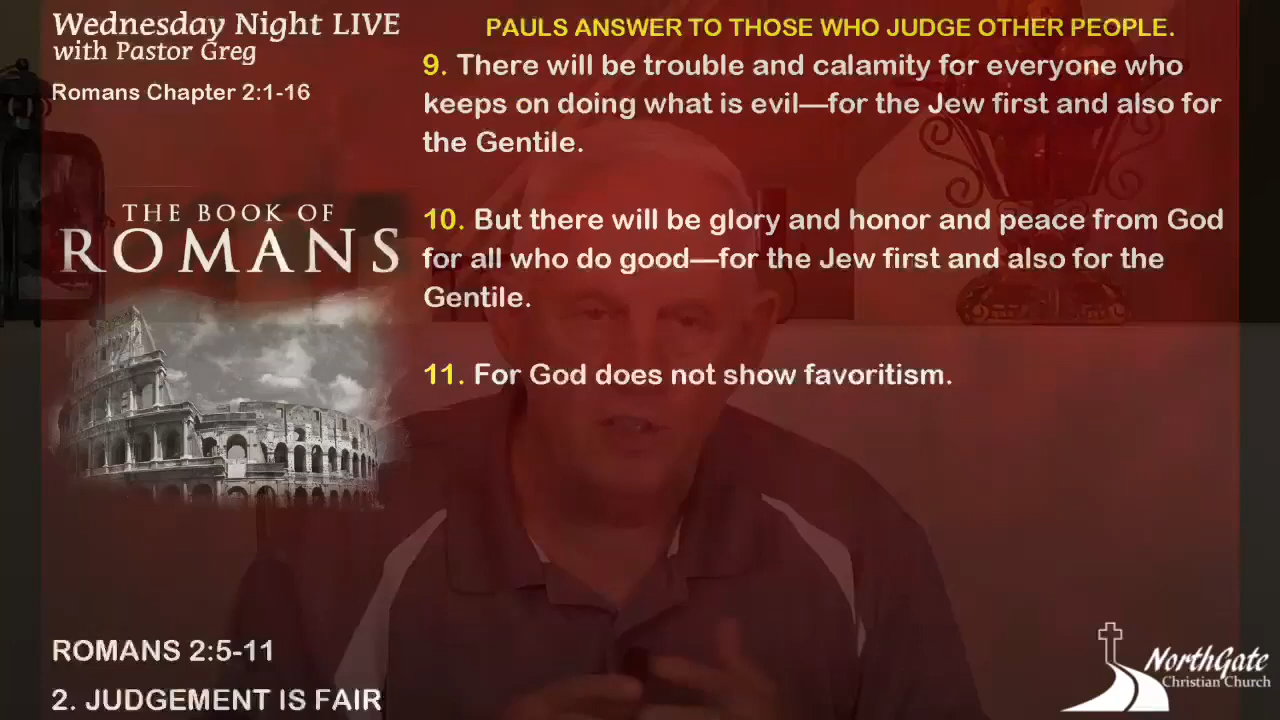 Wednesday Night LIVE
with Pastor Greg
Romans Chapter 2:1-16
THE BOOK OF
ROMANS
PAULS ANSWER TO THOSE WHO JUDGE OTHER PEOPLE.
9. There will be trouble and calamity for everyone who
keeps on doing what is evil—for the Jew first and also for
the Gentile.
10. But there will be glory and honor and peace from God
for all who do good—for the Jew first and also for the
Gentile.
11. For God does not show favoritism.
ROMANS 2:5-11
2. JUDGEMENT IS FAIR
NorthGate
Christian Church